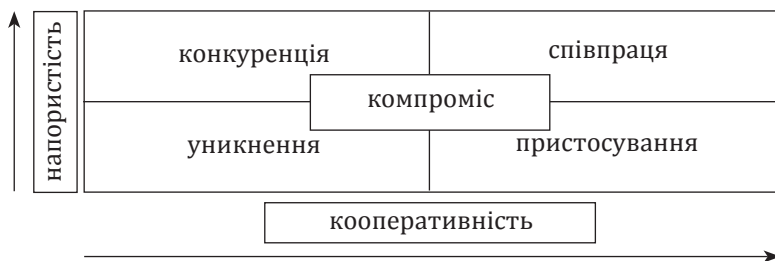 напористість
конкуренція
співпраця
компроміс
уникнення
пристосування
кооперативність